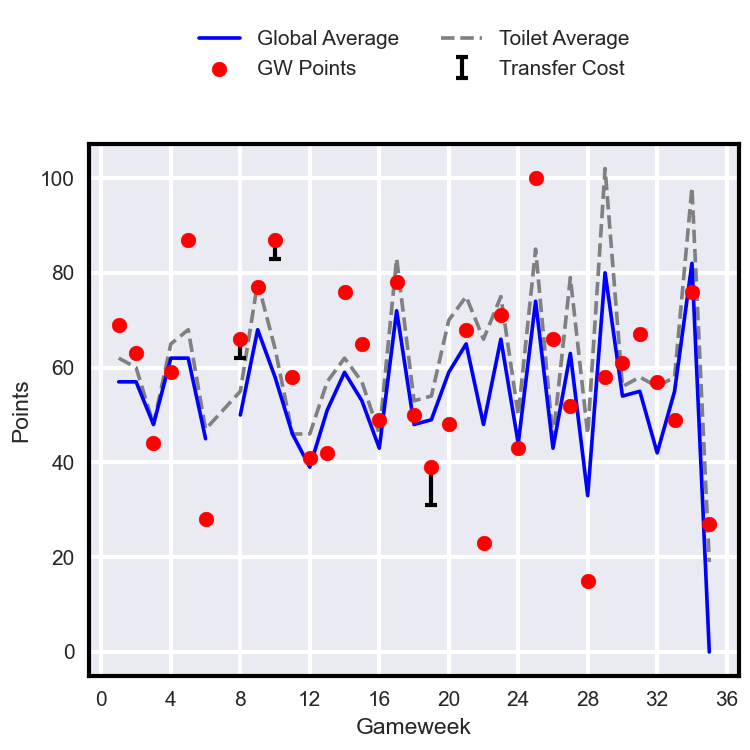 Global Average
Toilet Average
GW Points
Transfer Cost
100
80
60
40
20
0
Points
0 4 8 12 16 20 24 28 32 36
Gameweek